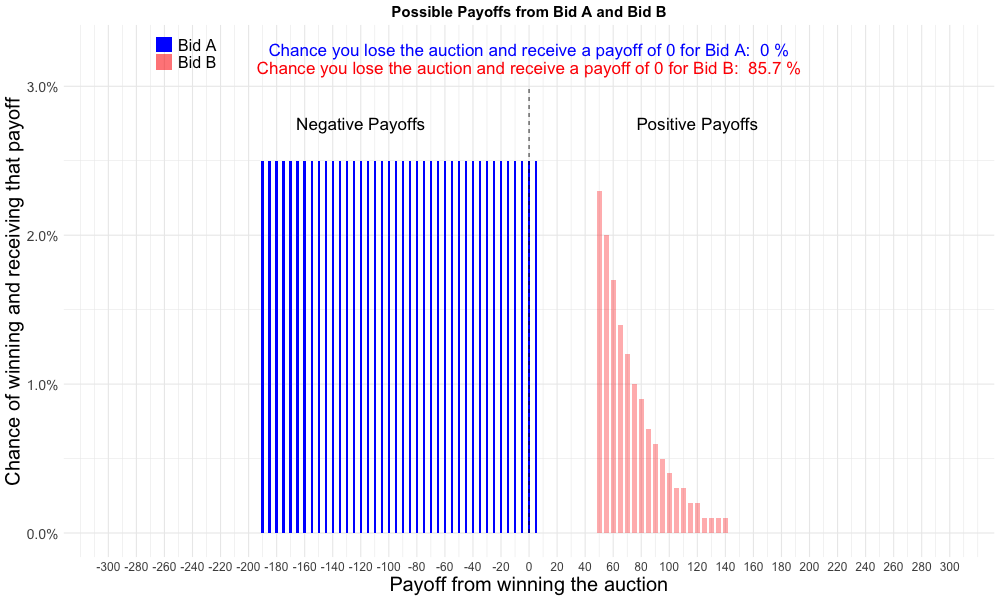 Possible Payoffs from Bid A and Bid B
Bid A
Bid B
Chance you lose the auction and receive a payoff of 0 for Bid A:  0 %
Chance you lose the auction and receive a payoff of 0 for Bid B:  85.7 %
Negative Payoffs
Positive Payoffs
Chance of winning and receiving that payoff
3.0%
2.0%
1.0%
0.0%
-300 -280 -260 -240 -220 -200 -180 -160 -140 -120 -100 -80 -60 -40 -20 0 20 40 60 80 100 120 140 160 180 200 220 240 260 280 300
Payoff from winning the auction